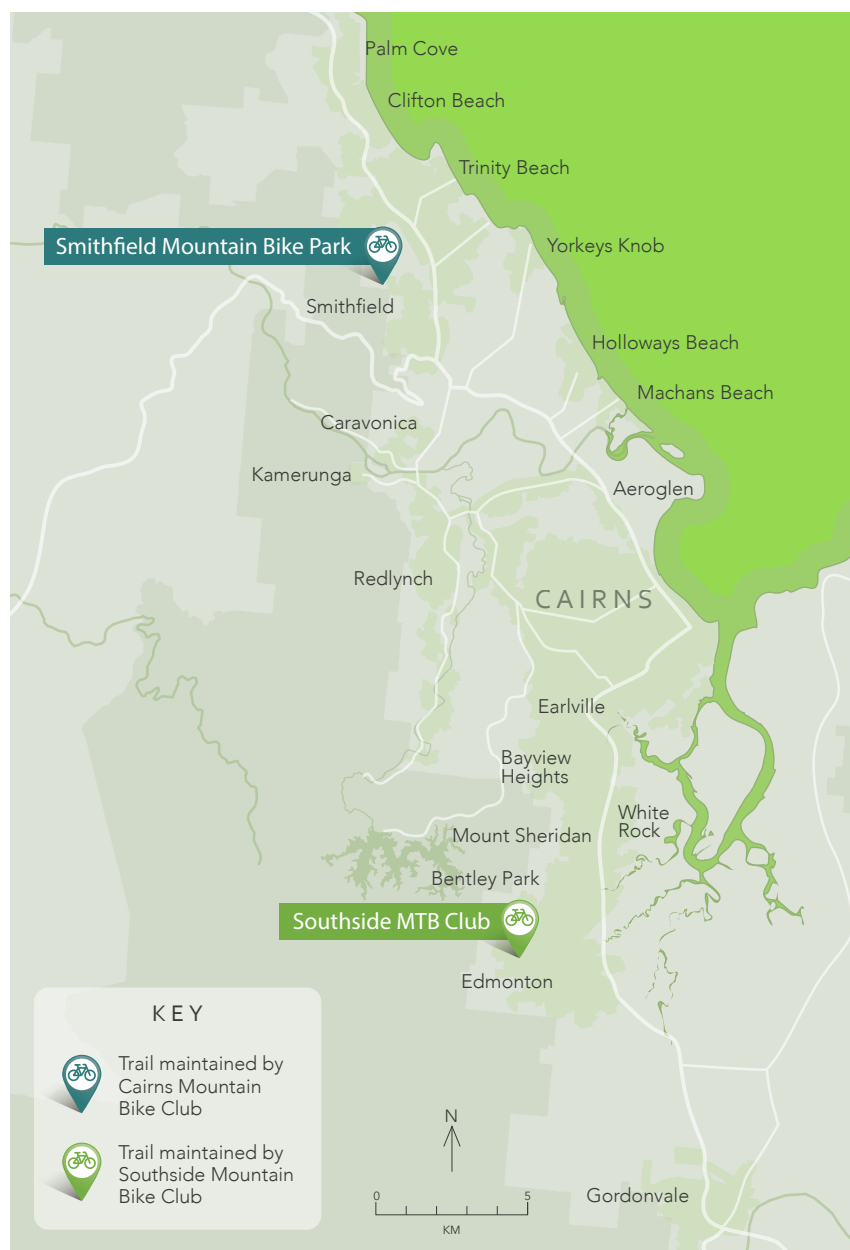 Palm Cove
Clifton Beach
Trinity Beach
Smithfield Mountain Bike Park
Yorkeys Knob
Smithfield
Holloways Beach
Machans Beach
Caravonica
Kamerunga
Aeroglen
Redlynch
CAIRNS
Earlville
Bayview
Heights
White
Rock
Mount Sheridan
Bentley Park
Southside MTB Club
Edmonton
KEY
Trail maintained by
Cairns Mountain
Bike Club
Trail maintained by
Southside Mountain
Bike Club
N
0 5
KM
Gordonvale